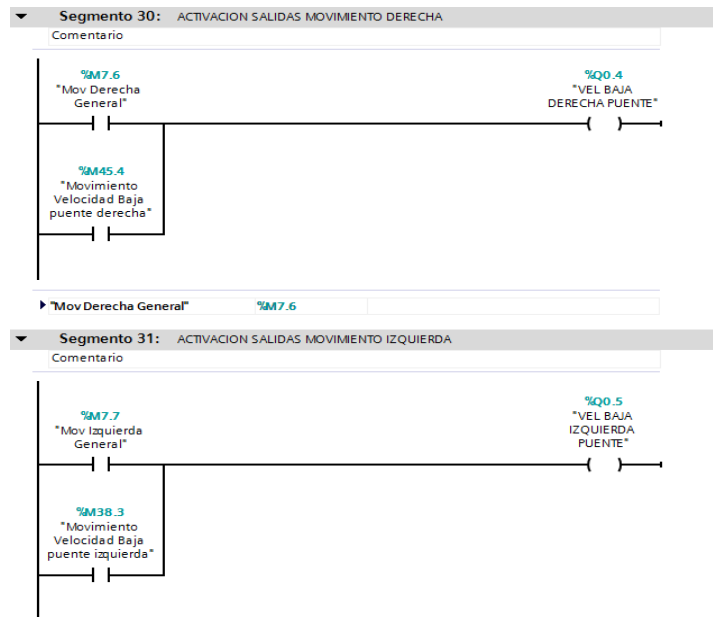 Segmento 30: ACTIVACION SALIDAS MOVIMIENTO DERECHA
Comentario
%M7.6
"Mov Derecha
General"
%Q0.4
"VEL BAJA
DERECHA PUENTE"
%M45.4
"Movimiento
Velocidad Baja
puente derecha"
"Mov Derecha General" %M7.6
Segmento 31: ACTIVACION SALIDAS MOVIMIENTO IZQUIERDA
Comentario
%M7.7
"Mov Izquierda
General"
%Q0.5
"VEL BAJA
IZQUIERDA
PUENTE"
%M38.3
"Movimiento
Velocidad Baja
puente izquierda"